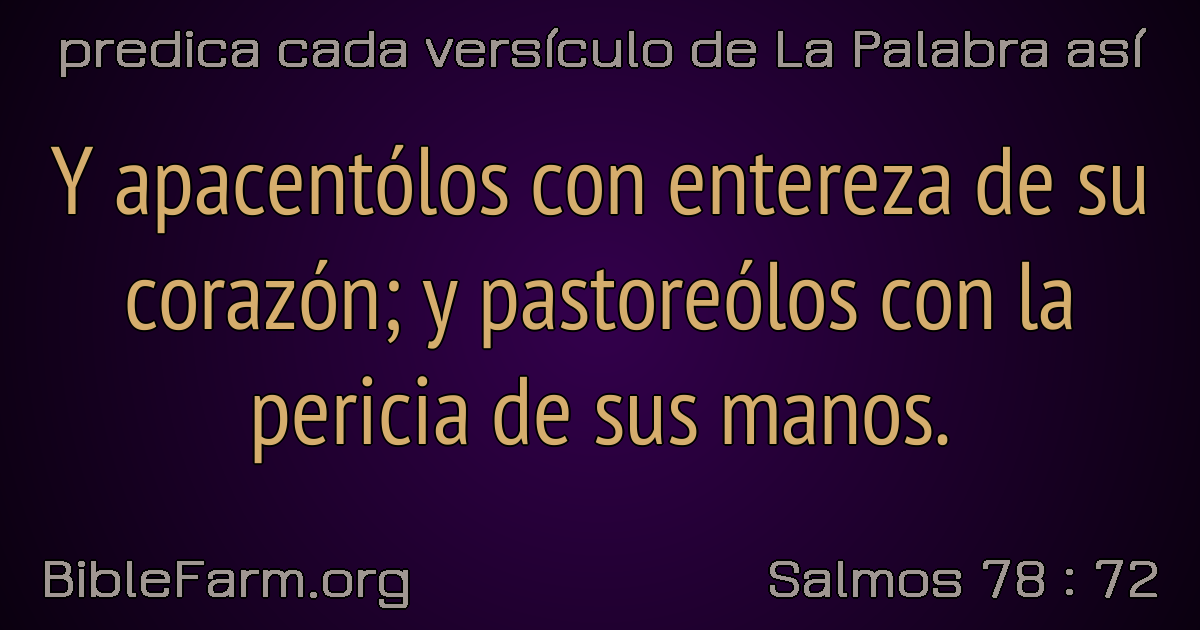 predica cada versículo de La Palabra así
Y apacentólos con entereza de su
corazón; y pastoreólos con la
pericia de sus manos.
BibleFarm.org
Salmos 78 : 72